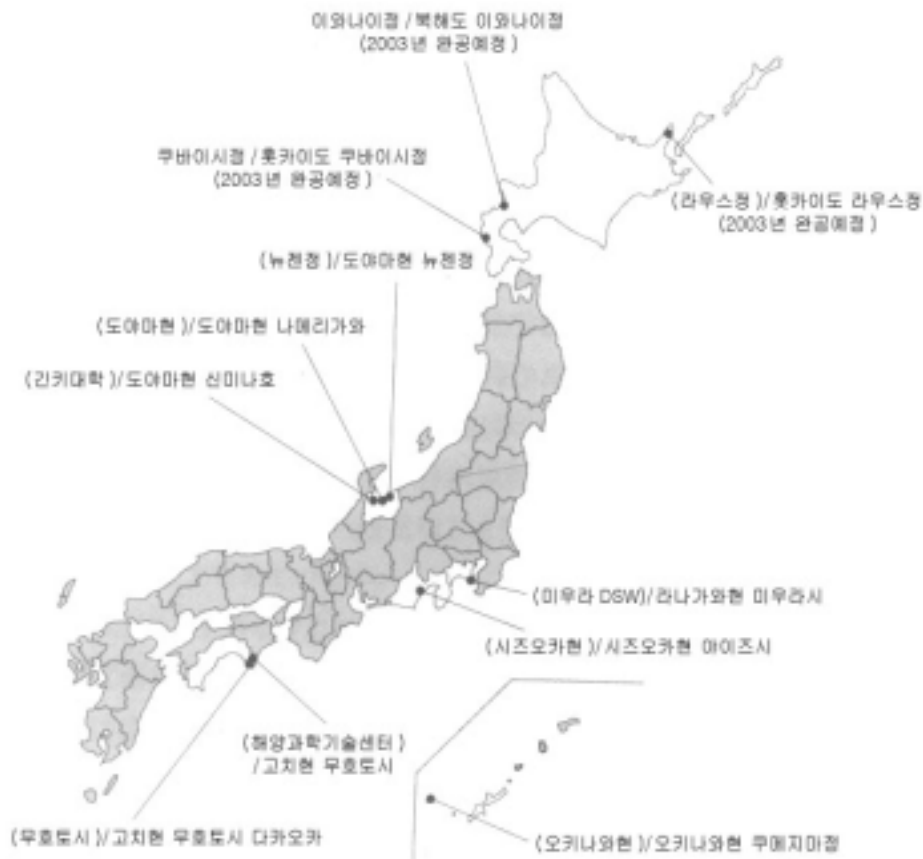 이와나이정/북해도 이와나이정
(2003년 완공예정)
쿠바이시정/홋카이도 쿠바이시정
(2003년 완공예정)
(라우스정)/홋카이도 라우스정
(2003년 완공예정)
(뉴젠정)/도야마현 뉴젠정
(도야마현)/도야마현 나메리가와
(긴키대학)/도야마현 신미나호
(미우라 DSW)/라나가와현 미우라시
(시즈오카현)/시즈오카현 야이즈시
(해양과학기술센터)
/고치현 무호토시
(무호토시)/고치현 무호토시 다카오카
(오키나와현)/오키나와현 쿠메지마정